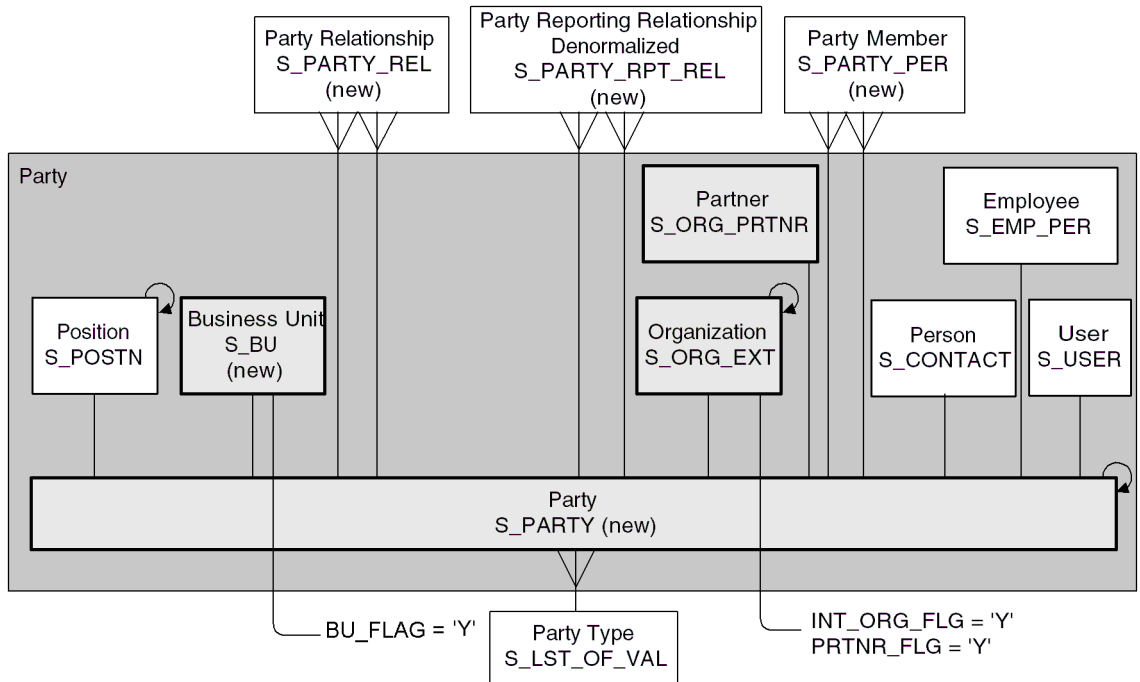 Party Relationship
S_PARTY_REL
(new)
Party Reporting Relationship
Denormalized
S_PARTY_RPT_REL
(new)
Party Member
S_PARTY_PER
(new)
Party
Partner
S_ORG_PRTNR
Employee
S_EMP_PER
Position
S_POSTN
Business Unit
S_BU
(new)
Organization
S_ORG_EXT
Person
S_CONTACT
User
S_USER
Party
S_PARTY (new)
BU_FLAG = 'Y'
Party Type
S_LST_OF_VAL
INT_ORG_FLG = 'Y'
PRTNR_FLG = 'Y'